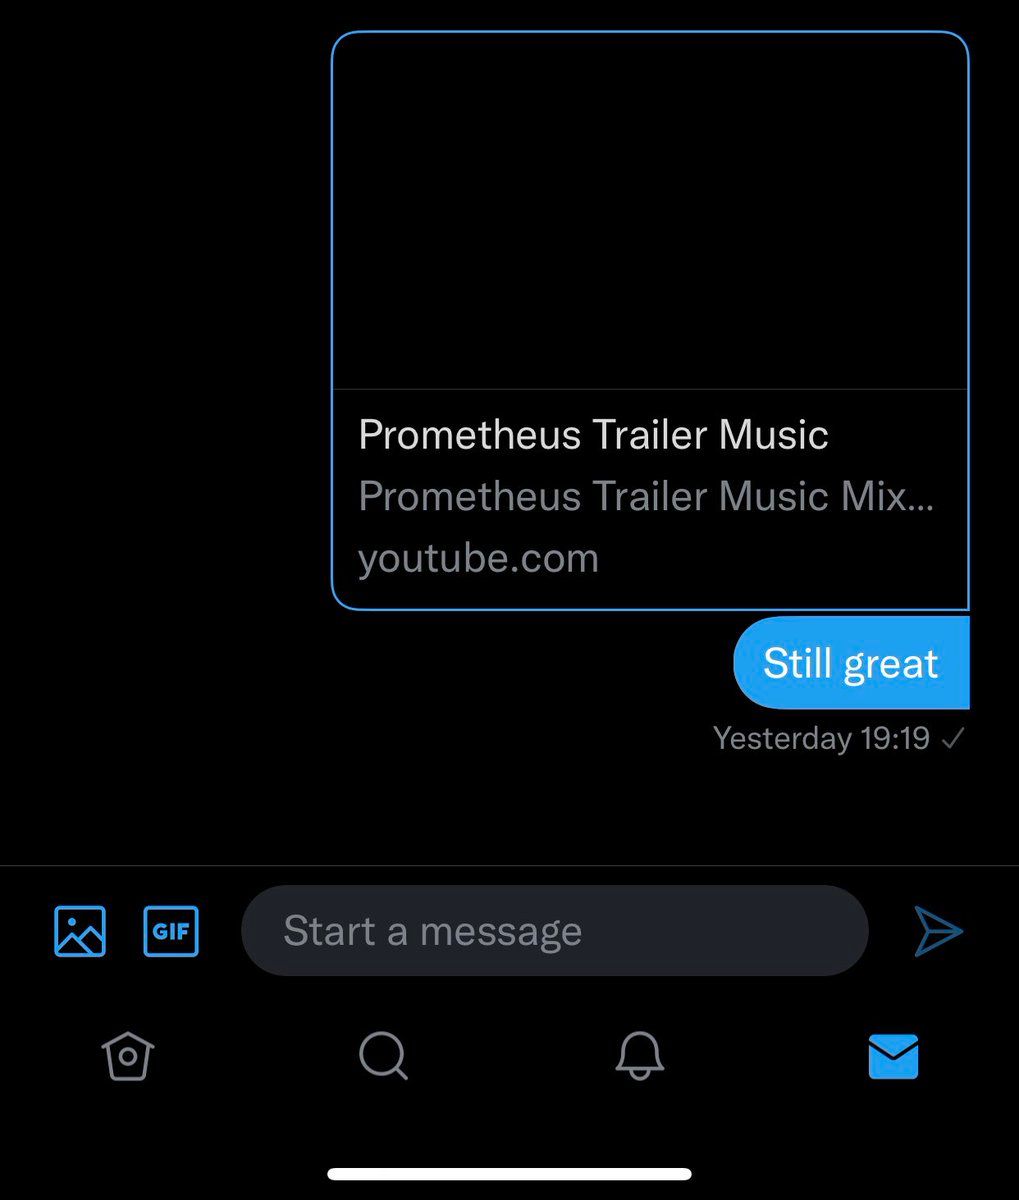 Prometheus Trailer Music
Prometheus Trailer Music Mix...
youtube.com
Still great
Yesterday 19:19
GIF
Start a message